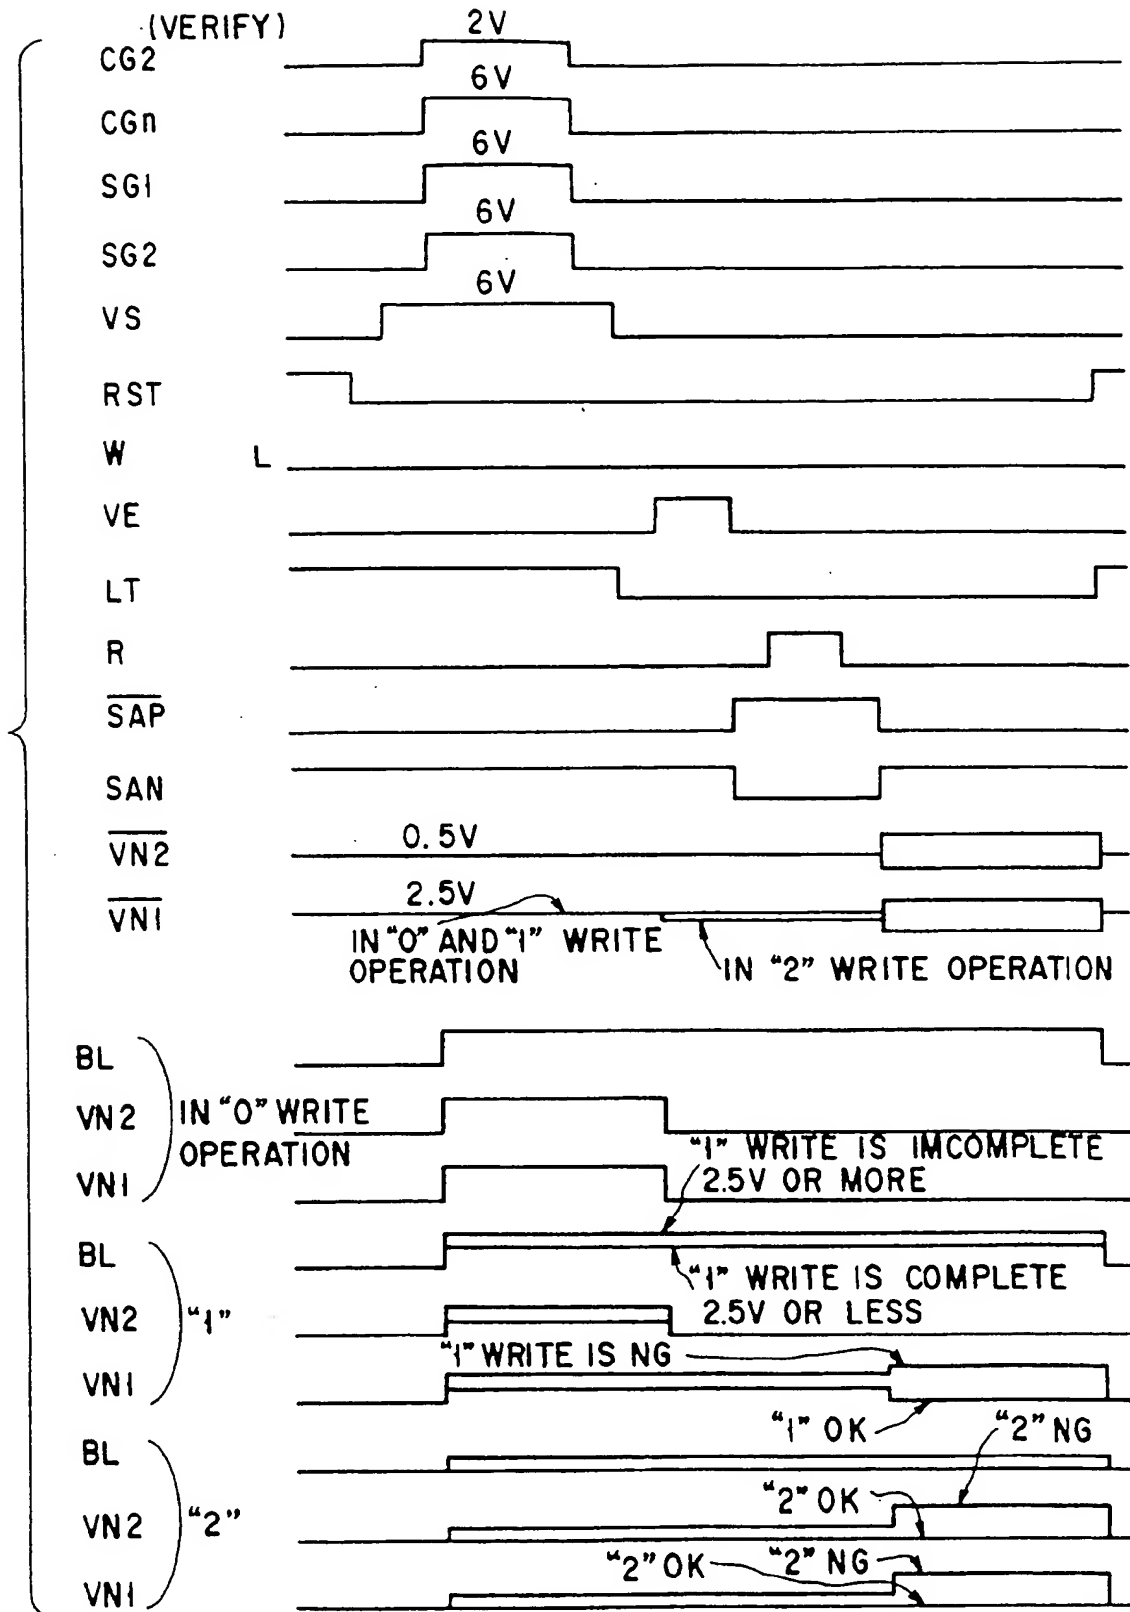 (VERIFY)
CG2 2V
CGn 6V
SG1 6V
SG2 6V
VS 6V
RST
W L
VE
LT
R
SAP
SAN
VN2 0.5V
VN1 2.5V
IN "0" AND "1" WRITE
OPERATION
IN "2" WRITE OPERATION
BL
VN2
VN1
IN "0" WRITE
OPERATION
"1" WRITE IS IMCOMPLETE
2.5V OR MORE
BL
VN2 "1"
VN1
"1" WRITE IS COMPLETE
2.5V OR LESS
"1" WRITE IS NG
"1" OK
BL
VN2 "2"
VN1
"2" NG
"2" OK
"2" OK "2" NG